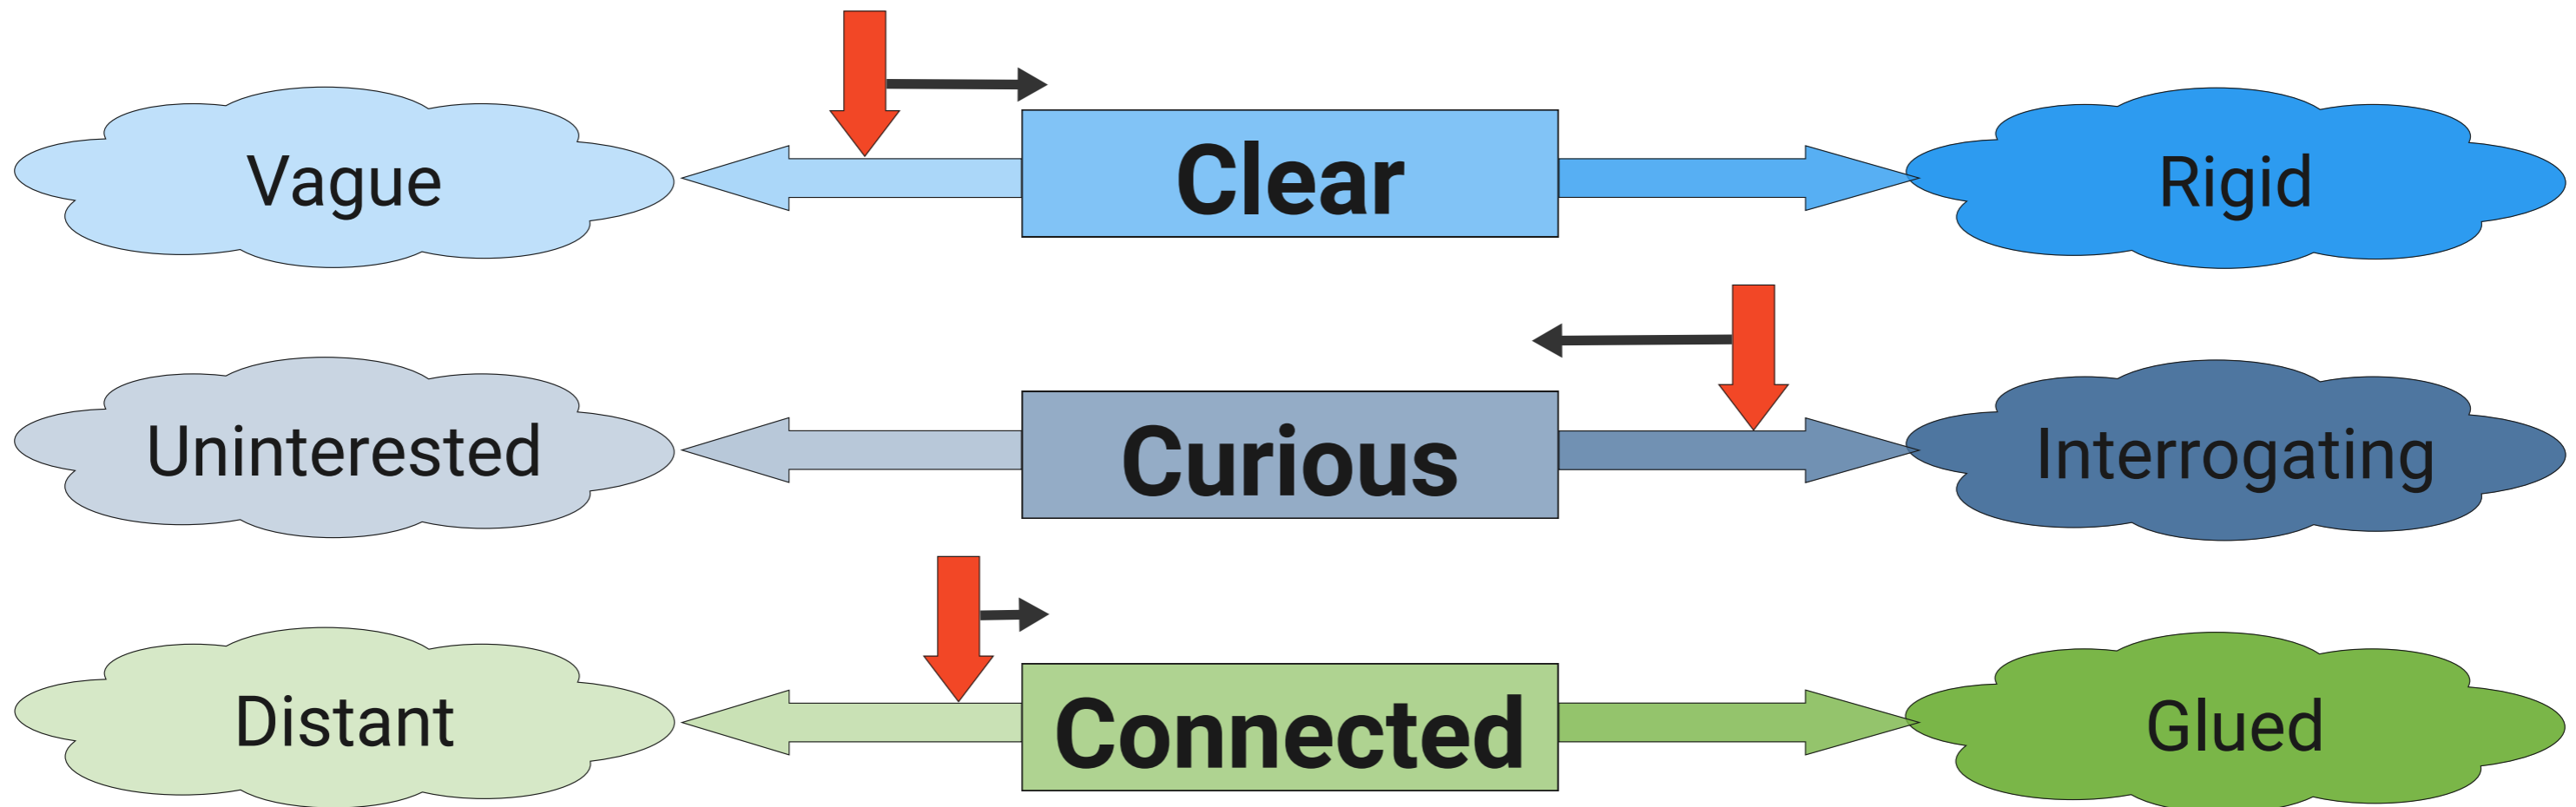 Vague
Clear
Rigid
Uninterested
Curious
Interrogating
Distant
Connected
Glued